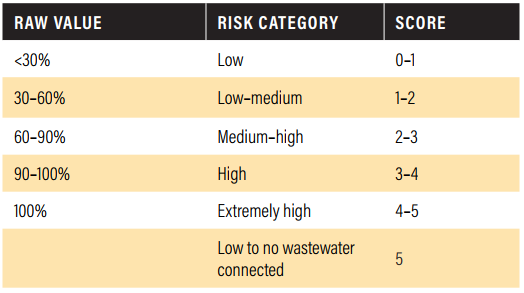 RAW VALUE RISK CATEGORY SCORE
<30% Low 0–1
30–60% Low–medium 1–2
60–90% Medium–high 2–3
90–100% High 3–4
100% Extremely high 4–5
Low to no wastewater
connected 5